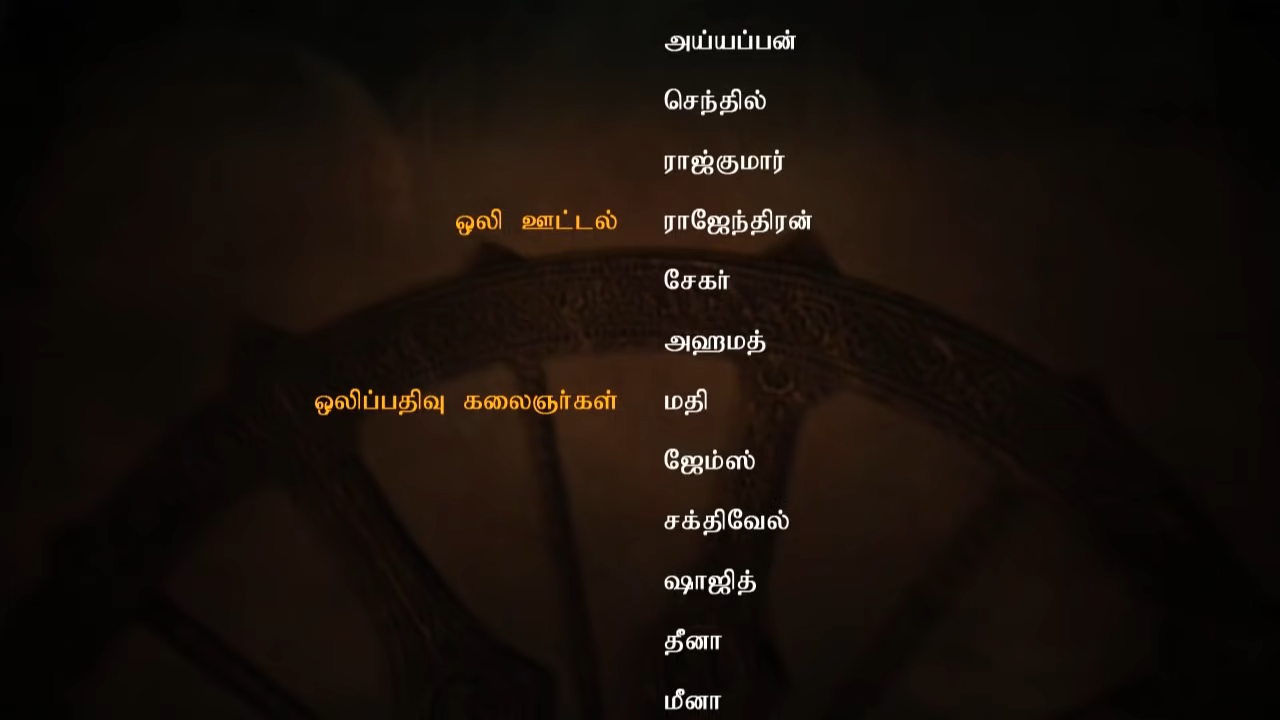 அய்யப்பன்
செந்தில்
ராஜ்குமார்
ஒலி ஊட்டல் ராஜேந்திரன்
சேகர்
அஹமத்
ஒலிப்பதிவு கலைஞர்கள் மதி
ஜேம்ஸ்
சக்திவேல்
ஷாஜித்
தீனா
மீனா